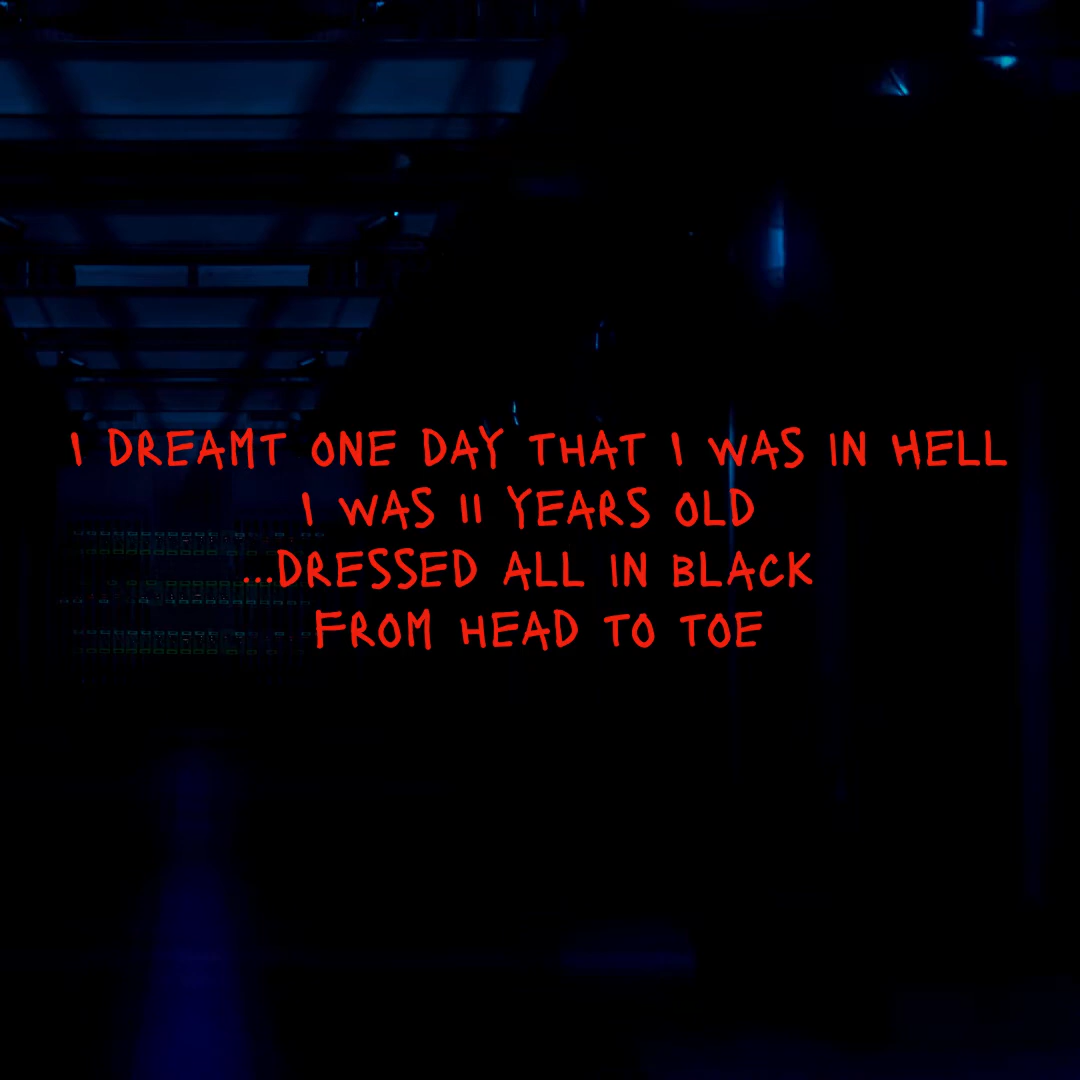 I DREAMT ONE DAY THAT I WAS IN HELL
I WAS 11 YEARS OLD
...DRESSED ALL IN BLACK
FROM HEAD TO TOE